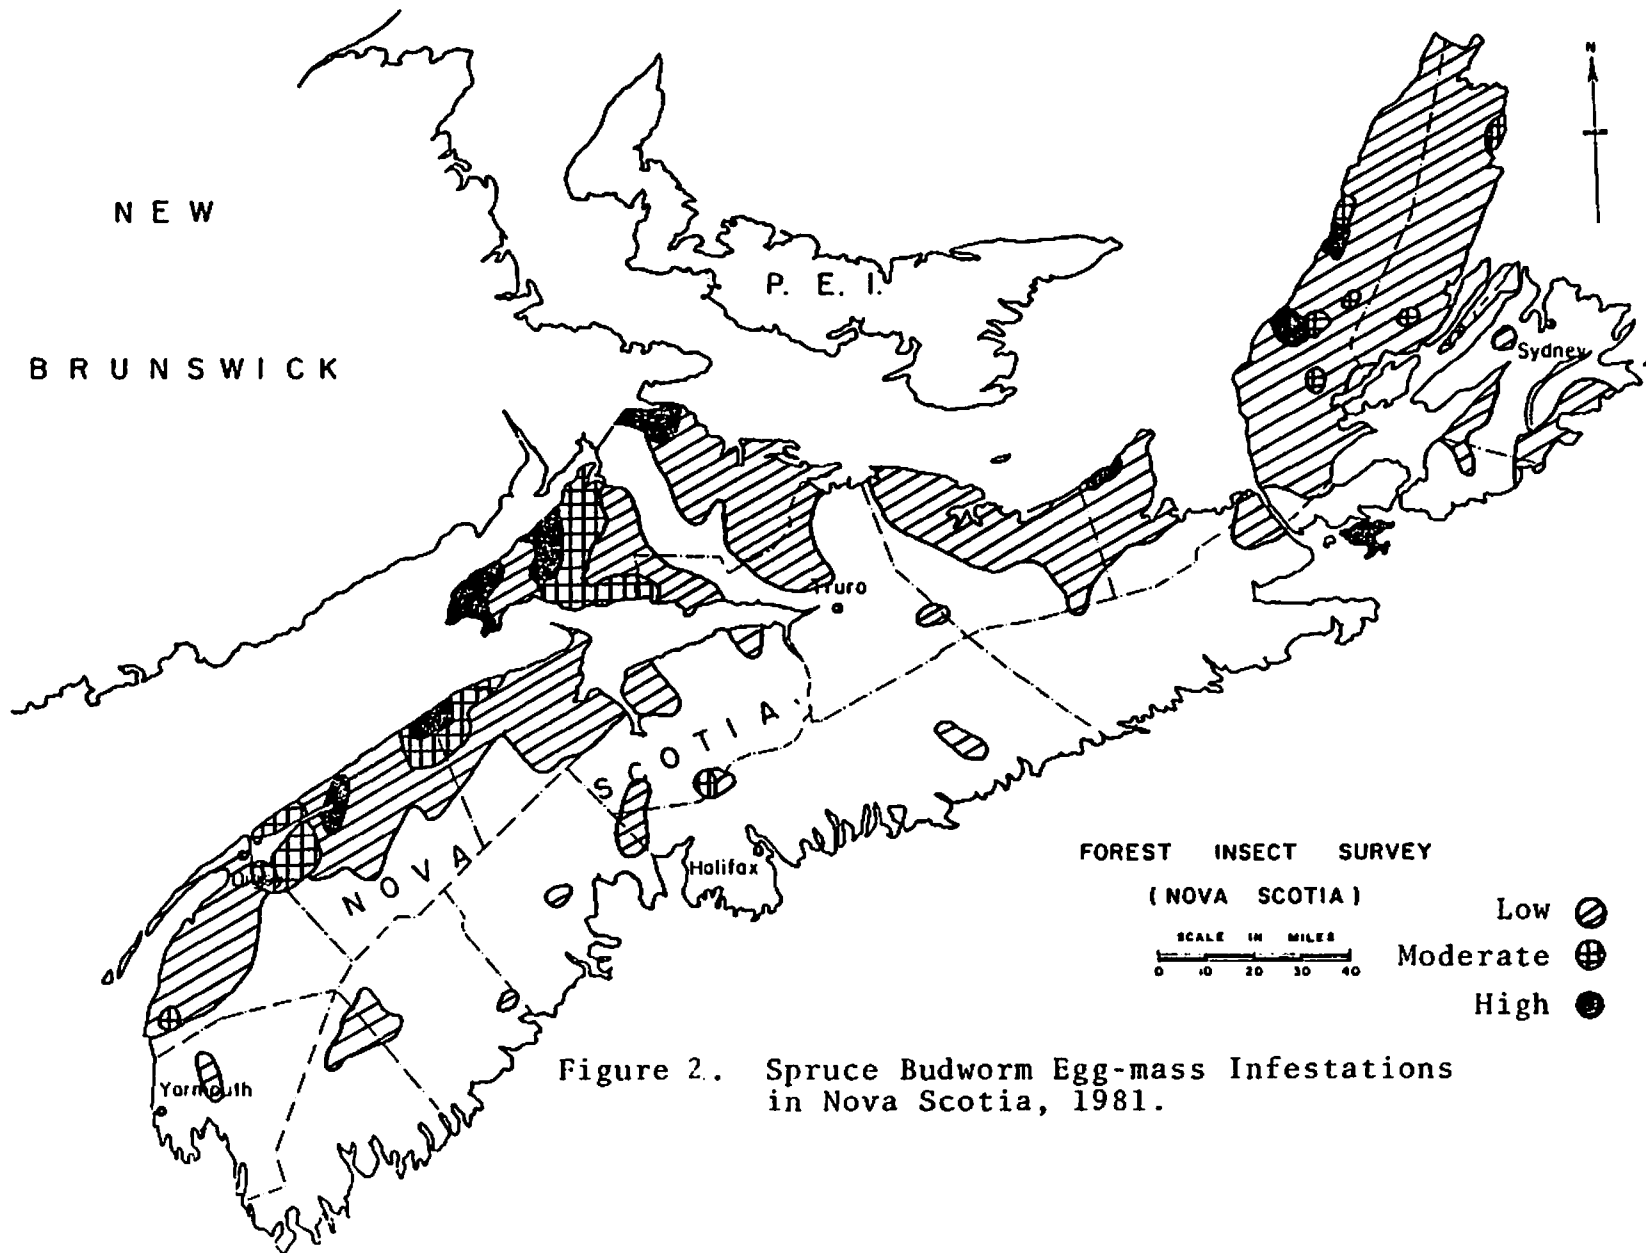 N
NEW
BRUNSWICK
P. E. I.
Sydney
Truro
NOVA SCOTIA
Halifax
Yarmouth
FOREST INSECT SURVEY
(NOVA SCOTIA)
SCALE IN MILES
0 10 20 30 40
Low
Moderate
High
Figure 2. Spruce Budworm Egg-mass Infestations
in Nova Scotia, 1981.